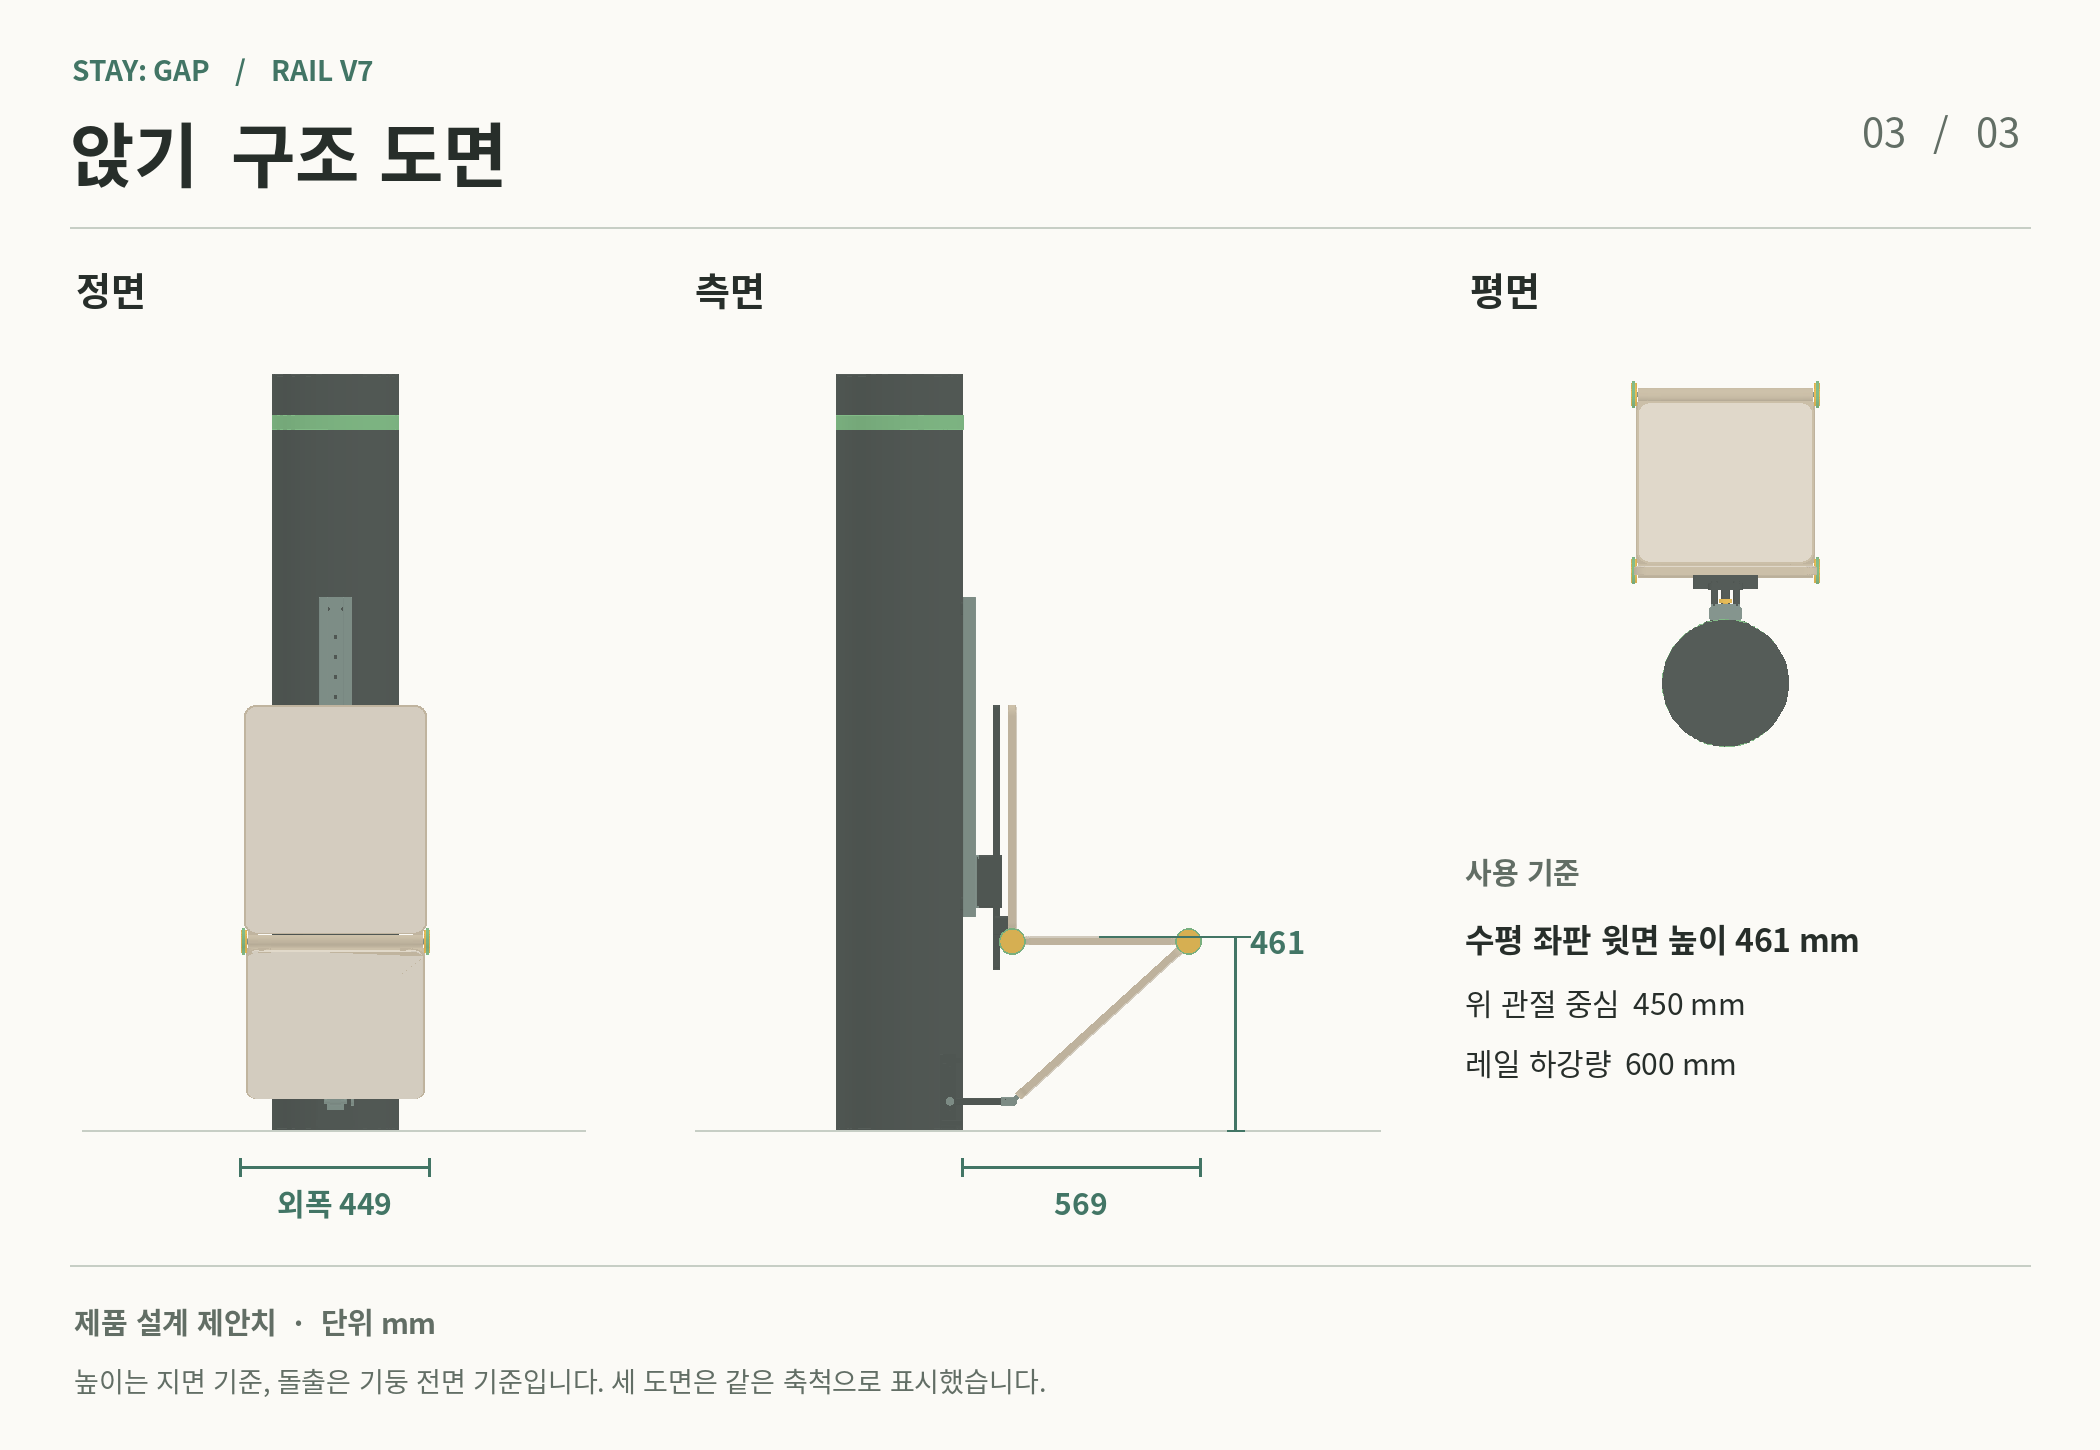 STAY: GAP / RAIL V7
앉기 구조 도면
03 / 03
정면
측면
평면
461
외폭 449
569
사용 기준
수평 좌판 윗면 높이 461 mm
위 관절 중심 450 mm
레일 하강량 600 mm
제품 설계 제안치 · 단위 mm
높이는 지면 기준, 돌출은 기둥 전면 기준입니다. 세 도면은 같은 축척으로 표시했습니다.